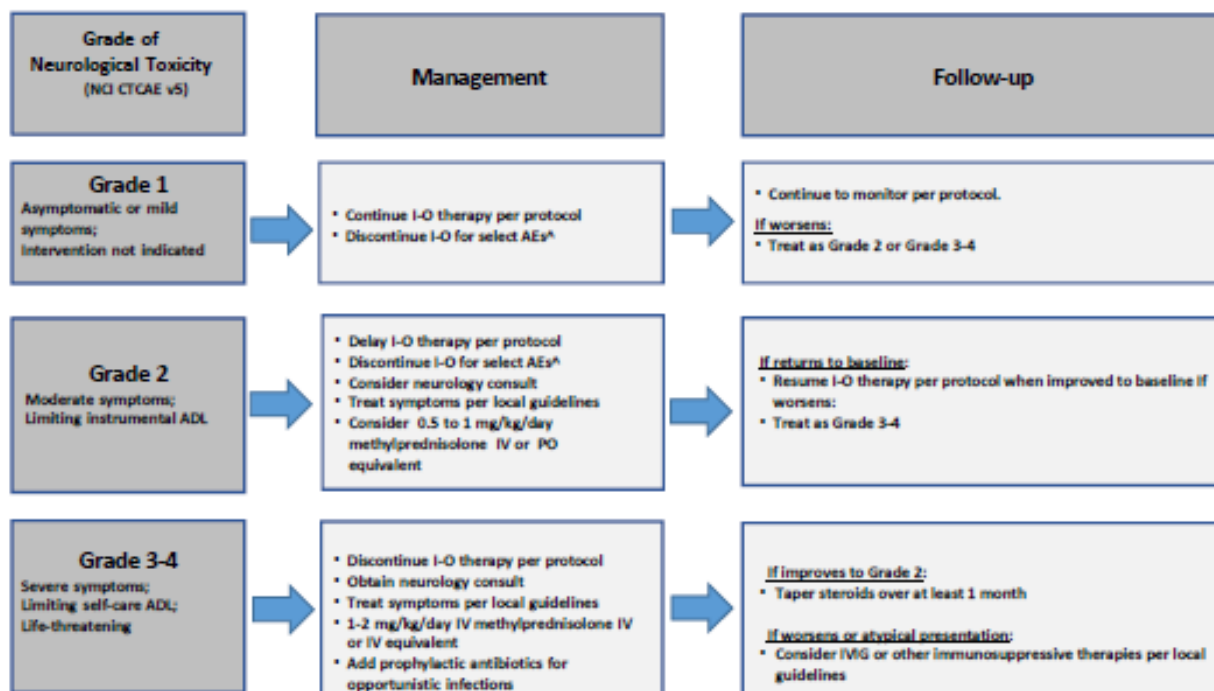 Grade of
Neurological Toxicity
(NCI CTCAE v5)
Management
Follow-up
Grade 1
Asymptomatic or mild
symptoms;
Intervention not indicated
▪ Continue I-O therapy per protocol
▪ Discontinue I-O for select AEs^
▪ Continue to monitor per protocol.
If worsens:
▪ Treat as Grade 2 or Grade 3-4
Grade 2
Moderate symptoms;
Limiting instrumental ADL
▪ Delay I-O therapy per protocol
▪ Discontinue I-O for select AEs^
▪ Consider neurology consult
▪ Treat symptoms per local guidelines
▪ Consider 0.5 to 1 mg/kg/day
methylprednisolone IV or PO
equivalent
If returns to baseline:
▪ Resume I-O therapy per protocol when improved to baseline If
worsens:
▪ Treat as Grade 3-4
Grade 3-4
Severe symptoms;
Limiting self-care ADL;
Life-threatening
▪ Discontinue I-O therapy per protocol
▪ Obtain neurology consult
▪ Treat symptoms per local guidelines
▪ 1-2 mg/kg/day IV methylprednisolone IV
or IV equivalent
▪ Add prophylactic antibiotics for
opportunistic infections
If improves to Grade 2:
▪ Taper steroids over at least 1 month
If worsens or atypical presentation:
▪ Consider IVIG or other immunosuppressive therapies per local
guidelines